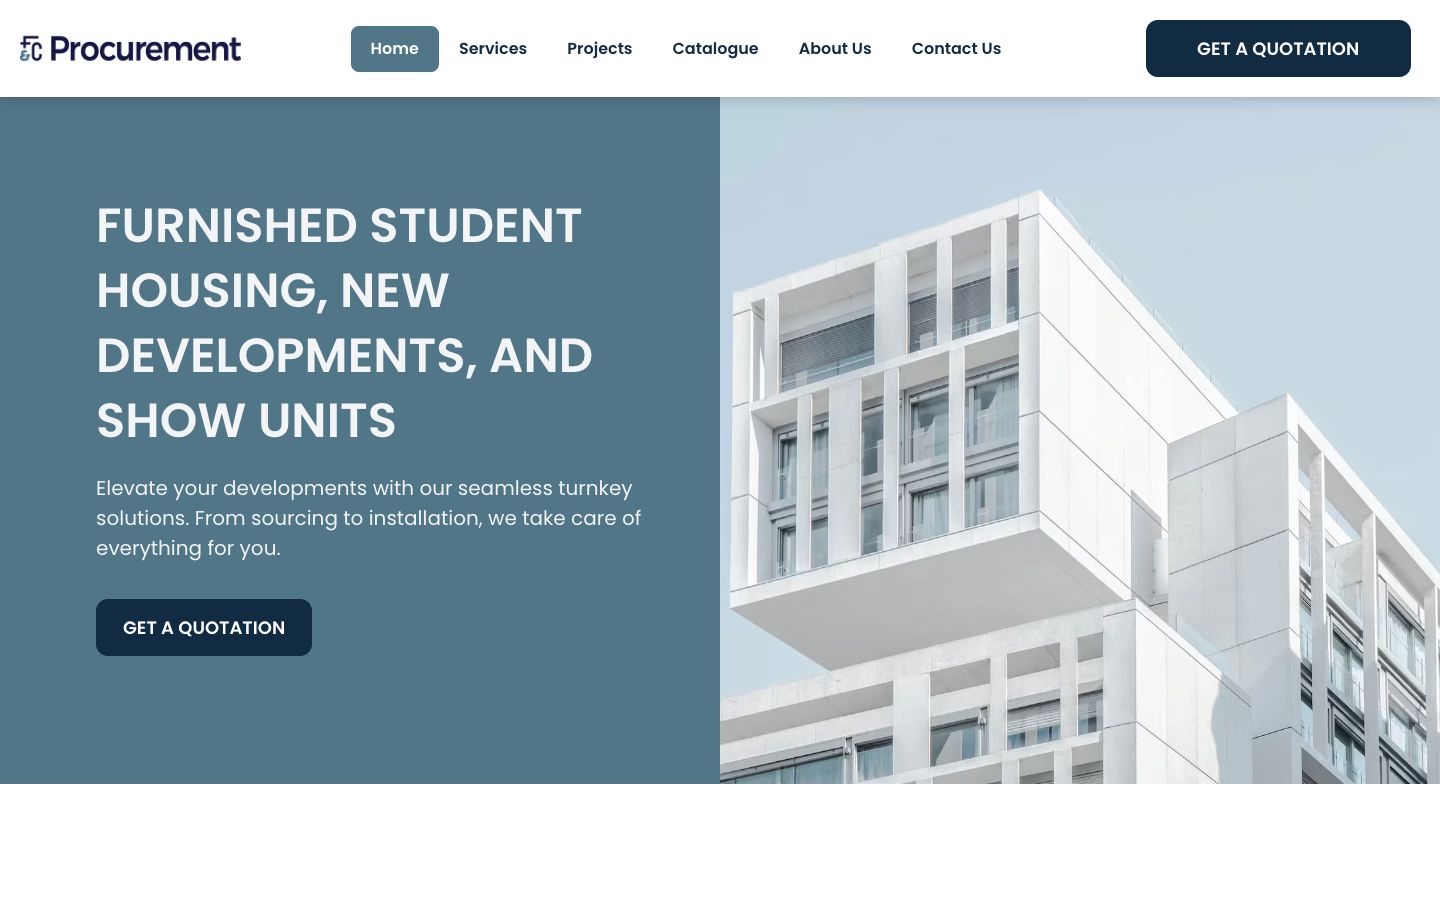 F&C Procurement
Home
Services
Projects
Catalogue
About Us
Contact Us
GET A QUOTATION
FURNISHED STUDENT
HOUSING, NEW
DEVELOPMENTS, AND
SHOW UNITS
Elevate your developments with our seamless turnkey
solutions. From sourcing to installation, we take care of
everything for you.
GET A QUOTATION